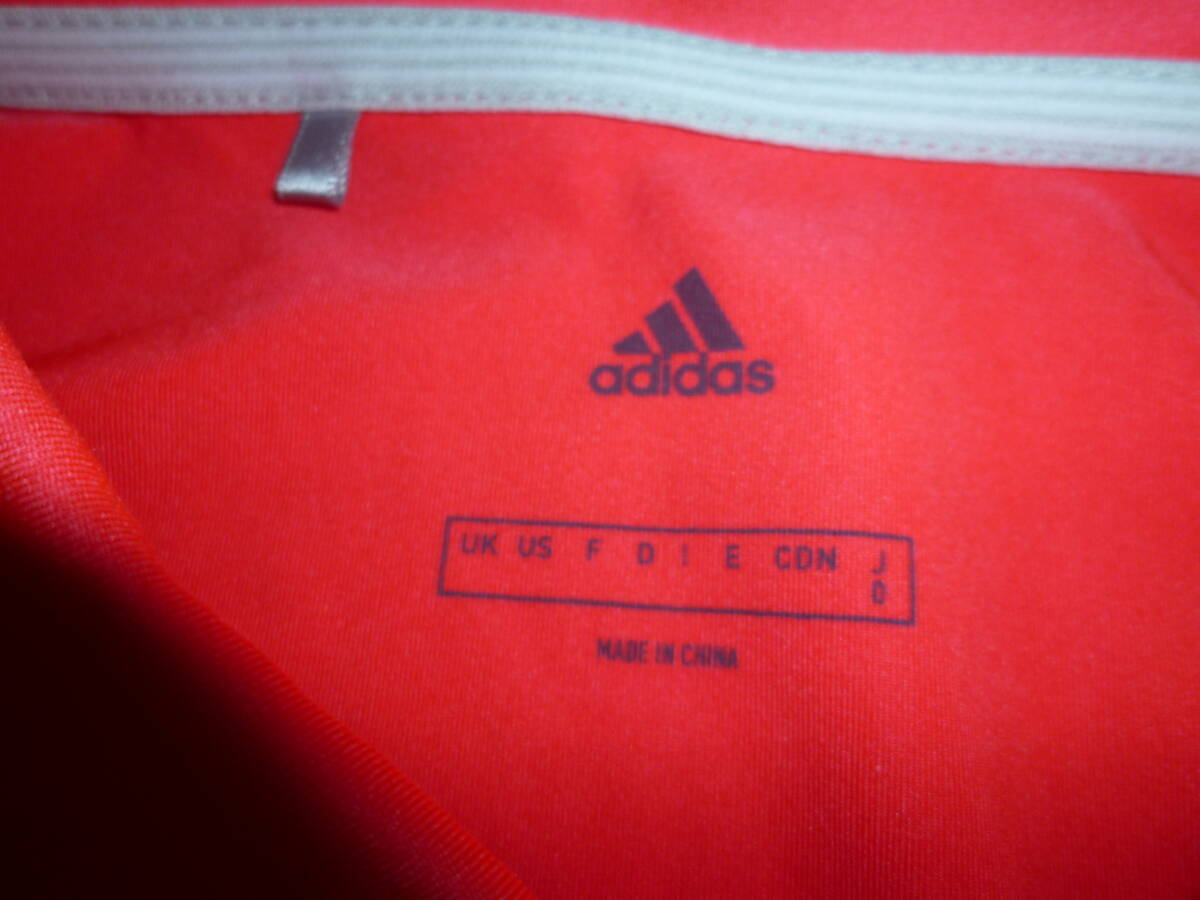 adidas
UK US F D I E CDN J
O
MADE IN CHINA